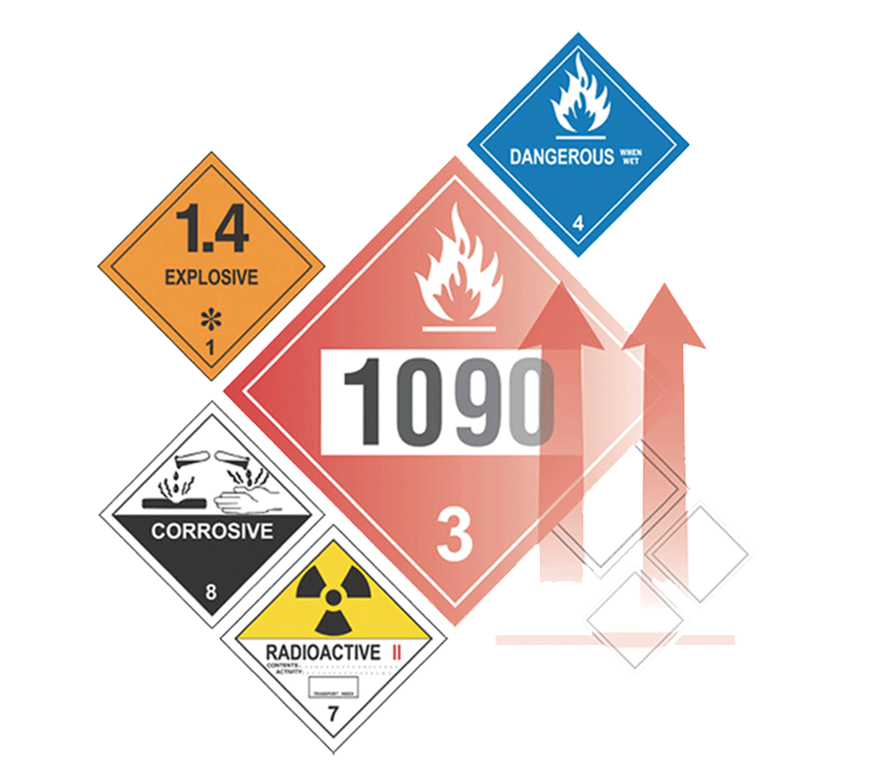 DANGEROUS WHEN WET
4
1.4
EXPLOSIVE
*
1
1090
3
CORROSIVE
8
RADIOACTIVE II
CONTENTS
ACTIVITY
TRANSPORT INDEX
7